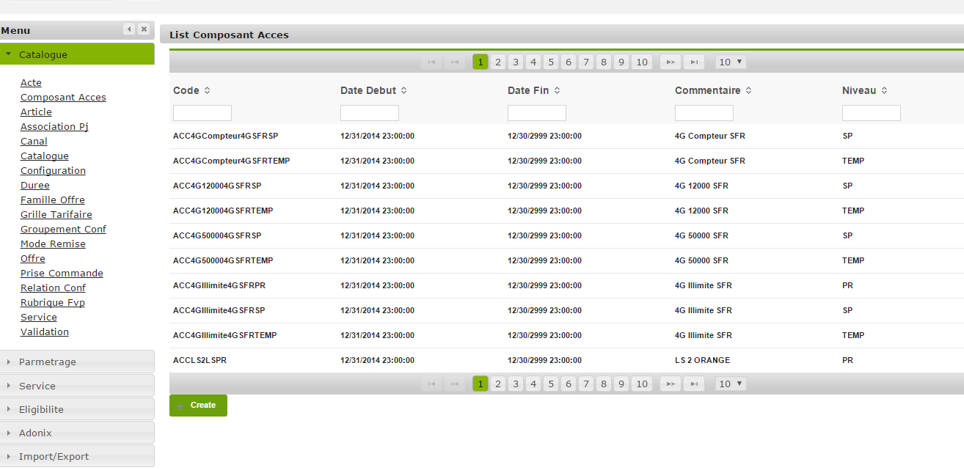 Menu
Catalogue
Acte
Composant Acces
Article
Association Pj
Canal
Catalogue
Configuration
Duree
Famille Offre
Grille Tarifaire
Groupement Conf
Mode Remise
Offre
Prise Commande
Relation Conf
Rubrique Fvp
Service
Validation
Parmetrage
Service
Eligibilite
Adonix
Import/Export
List Composant Acces
1 2 3 4 5 6 7 8 9 10 10
Code Date Debut Date Fin Commentaire Niveau
ACC4GCompteur4GSFRSP 12/31/2014 23:00:00 12/30/2999 23:00:00 4G Compteur SFR SP
ACC4GCompteur4GSFRTEMP 12/31/2014 23:00:00 12/30/2999 23:00:00 4G Compteur SFR TEMP
ACC4G120004GSFRSP 12/31/2014 23:00:00 12/30/2999 23:00:00 4G 12000 SFR SP
ACC4G120004GSFRTEMP 12/31/2014 23:00:00 12/30/2999 23:00:00 4G 12000 SFR TEMP
ACC4G500004GSFRSP 12/31/2014 23:00:00 12/30/2999 23:00:00 4G 50000 SFR SP
ACC4G500004GSFRTEMP 12/31/2014 23:00:00 12/30/2999 23:00:00 4G 50000 SFR TEMP
ACC4GIllimite4GSFRPR 12/31/2014 23:00:00 12/30/2999 23:00:00 4G Illimite SFR PR
ACC4GIllimite4GSFRSP 12/31/2014 23:00:00 12/30/2999 23:00:00 4G Illimite SFR SP
ACC4GIllimite4GSFRTEMP 12/31/2014 23:00:00 12/30/2999 23:00:00 4G Illimite SFR TEMP
ACCLS2LSPR 12/31/2014 23:00:00 12/30/2999 23:00:00 LS 2 ORANGE PR
1 2 3 4 5 6 7 8 9 10 10
Create